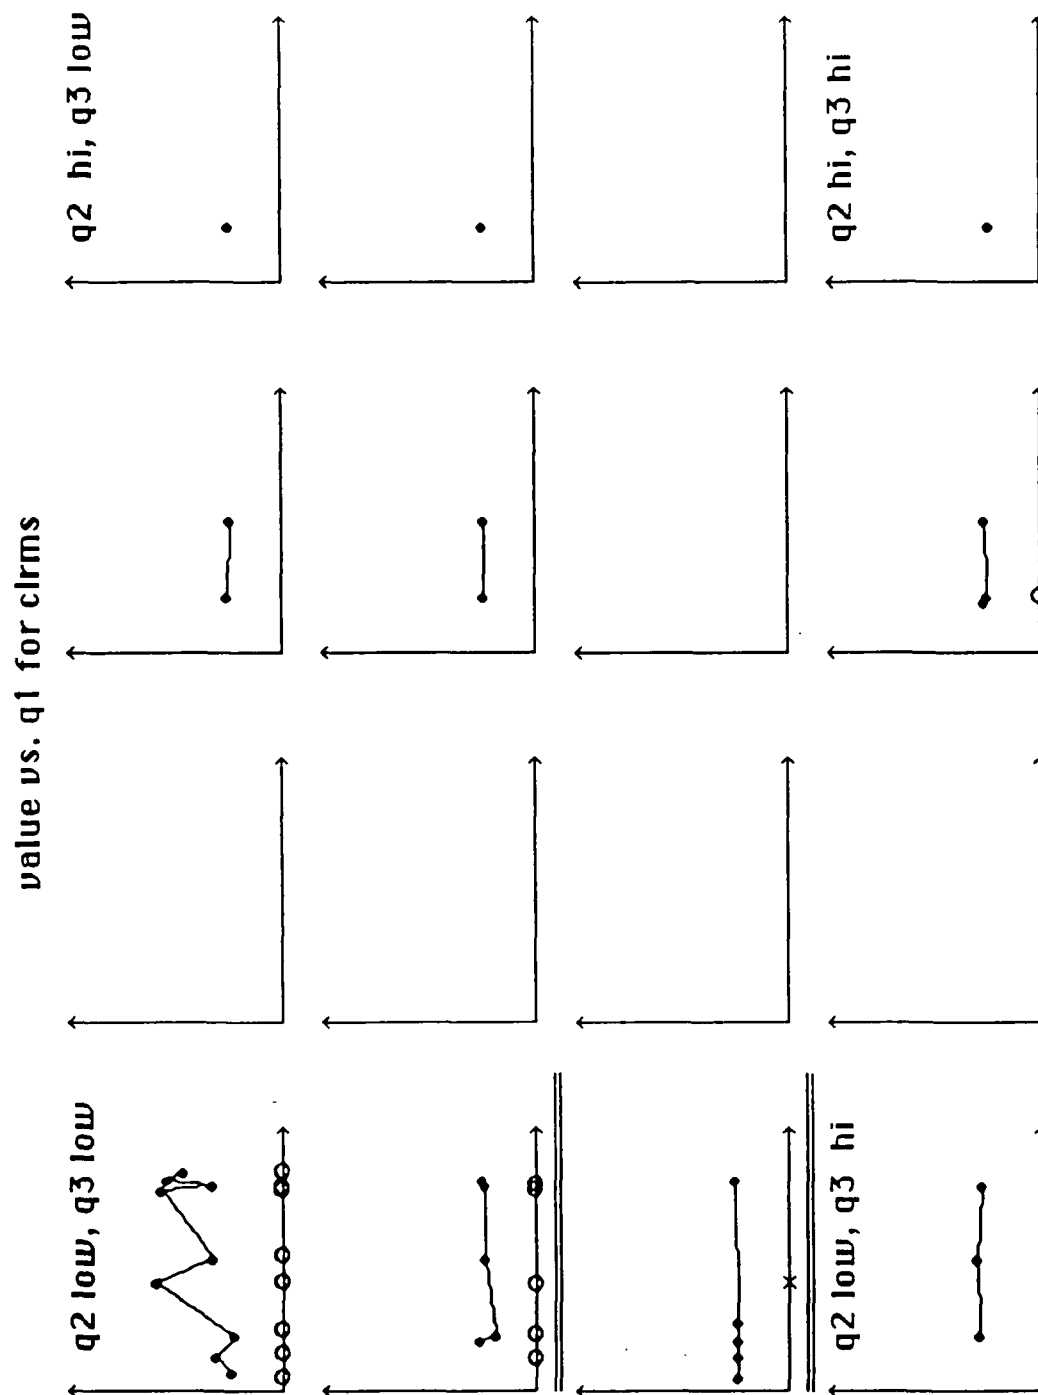 value vs. q1 for clrms
q2 low, q3 low
q2 hi, q3 low
q2 low, q3 hi
q2 hi, q3 hi